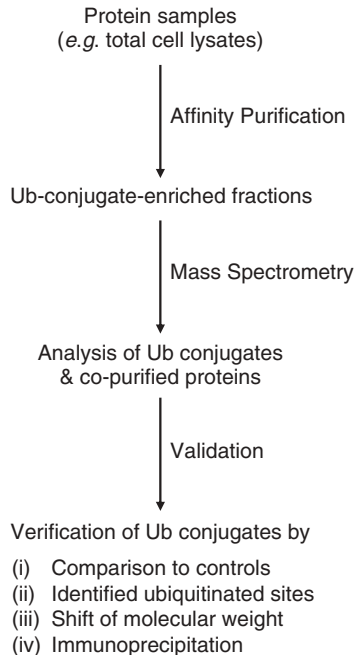 Protein samples
(e.g. total cell lysates)
Affinity Purification
Ub-conjugate-enriched fractions
Mass Spectrometry
Analysis of Ub conjugates
& co-purified proteins
Validation
Verification of Ub conjugates by
(i) Comparison to controls
(ii) Identified ubiquitinated sites
(iii) Shift of molecular weight
(iv) Immunoprecipitation